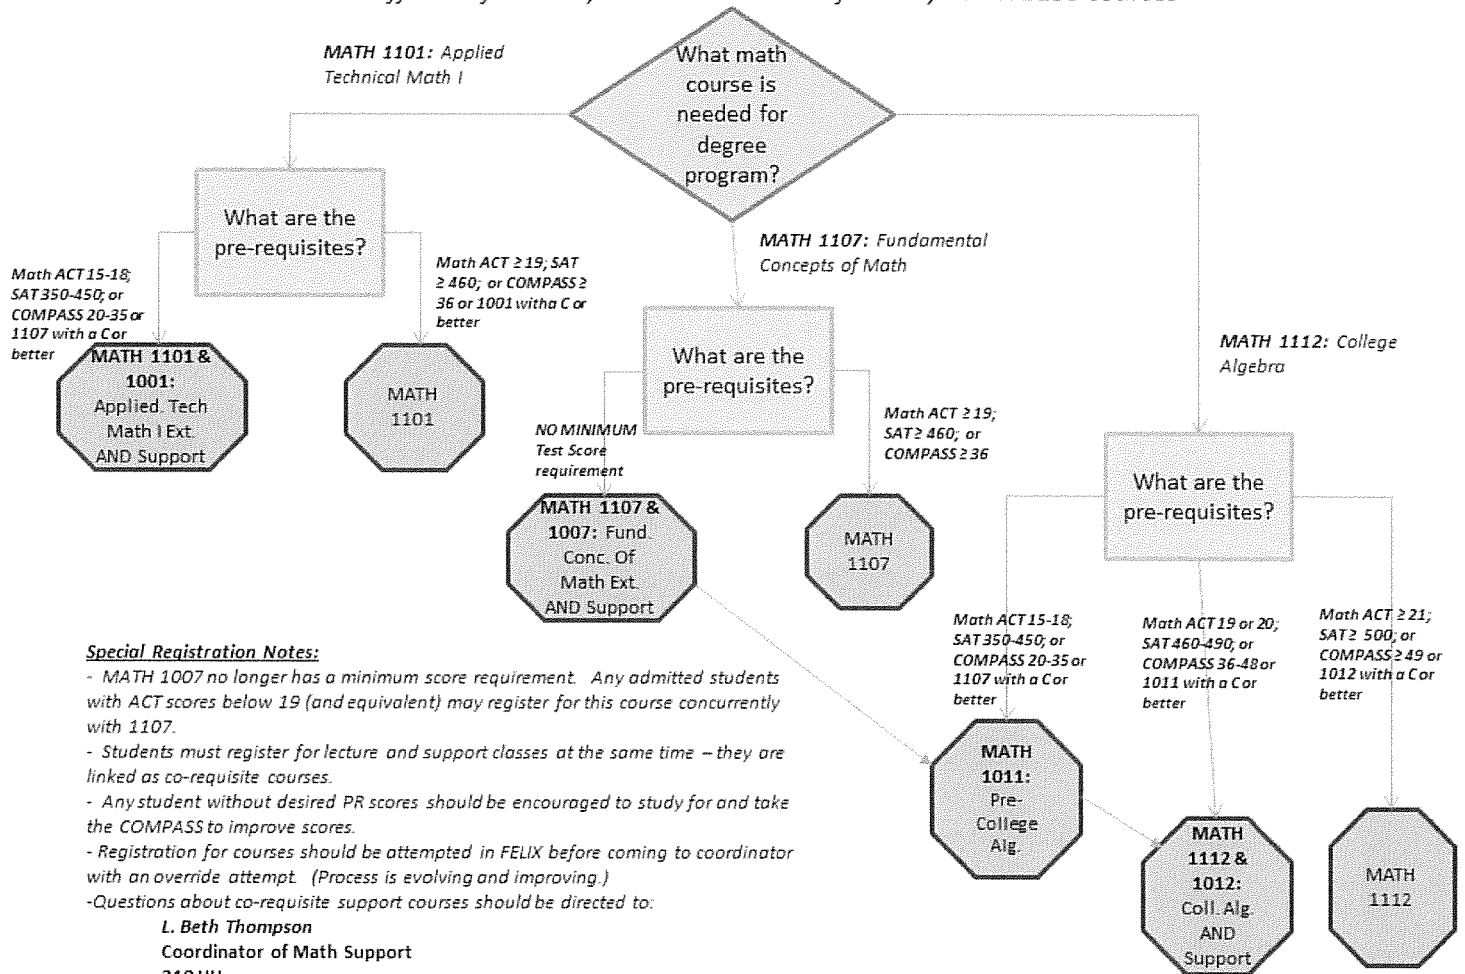 What math
course is
needed for
degree
program?
MATH 1101: Applied
Technical Math I
What are the
pre-requisites?
Math ACT 15-18;
SAT 350-450; or
COMPASS 20-35 or
1107 with a C or
better
Math ACT ≥ 19; SAT
≥ 460; or COMPASS ≥
36 or 1001 with a C or
better
MATH 1101 &
1001:
Applied. Tech
Math I Ext.
AND Support
MATH
1101
MATH 1107: Fundamental
Concepts of Math
What are the
pre-requisites?
NO MINIMUM
Test Score
requirement
Math ACT ≥ 19;
SAT ≥ 460; or
COMPASS ≥ 36
MATH 1107 &
1007: Fund.
Conc. Of
Math Ext.
AND Support
MATH
1107
MATH 1112: College
Algebra
What are the
pre-requisites?
Math ACT 15-18;
SAT 350-450; or
COMPASS 20-35 or
1107 with a C or
better
Math ACT 19 or 20;
SAT 460-490; or
COMPASS 36-48 or
1011 with a C or
better
Math ACT ≥ 21;
SAT ≥ 500; or
COMPASS ≥ 49 or
1012 with a C or
better
MATH
1011:
Pre-
College
Alg.
MATH
1112 &
1012:
Coll. Alg.
AND
Support
MATH
1112
Special Registration Notes:
- MATH 1007 no longer has a minimum score requirement. Any admitted students
with ACT scores below 19 (and equivalent) may register for this course concurrently
with 1107.
- Students must register for lecture and support classes at the same time – they are
linked as co-requisite courses.
- Any student without desired PR scores should be encouraged to study for and take
the COMPASS to improve scores.
- Registration for courses should be attempted in FELIX before coming to coordinator
with an override attempt. (Process is evolving and improving.)
-Questions about co-requisite support courses should be directed to:
L. Beth Thompson
Coordinator of Math Support